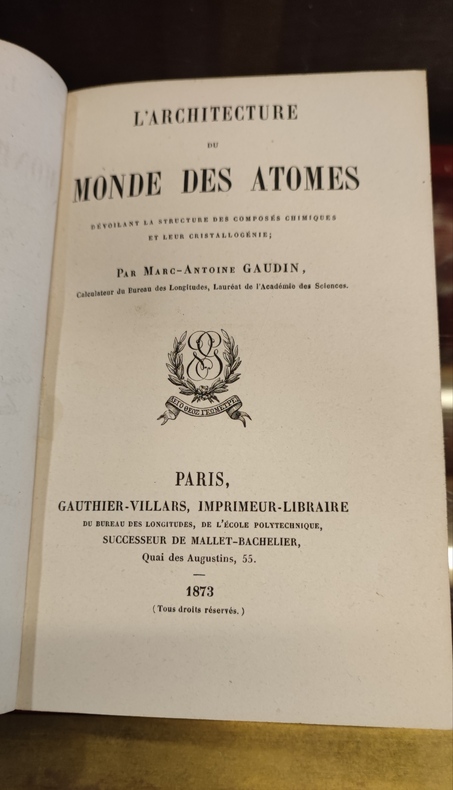 L'ARCHITECTURE
DU
MONDE DES ATOMES
DÉVOILANT LA STRUCTURE DES COMPOSÉS CHIMIQUES
ET LEUR CRISTALLOGÉNIE;
PAR MARC-ANTOINE GAUDIN,
Calculateur du Bureau des Longitudes, Lauréat de l'Académie des Sciences.
ΘΕΟΣ ΓΕΩΜΕΤΡΕΙ
PARIS,
GAUTHIER-VILLARS, IMPRIMEUR-LIBRAIRE
DU BUREAU DES LONGITUDES, DE L'ÉCOLE POLYTECHNIQUE,
SUCCESSEUR DE MALLET-BACHELIER,
Quai des Augustins, 55.
1873
(Tous droits réservés.)